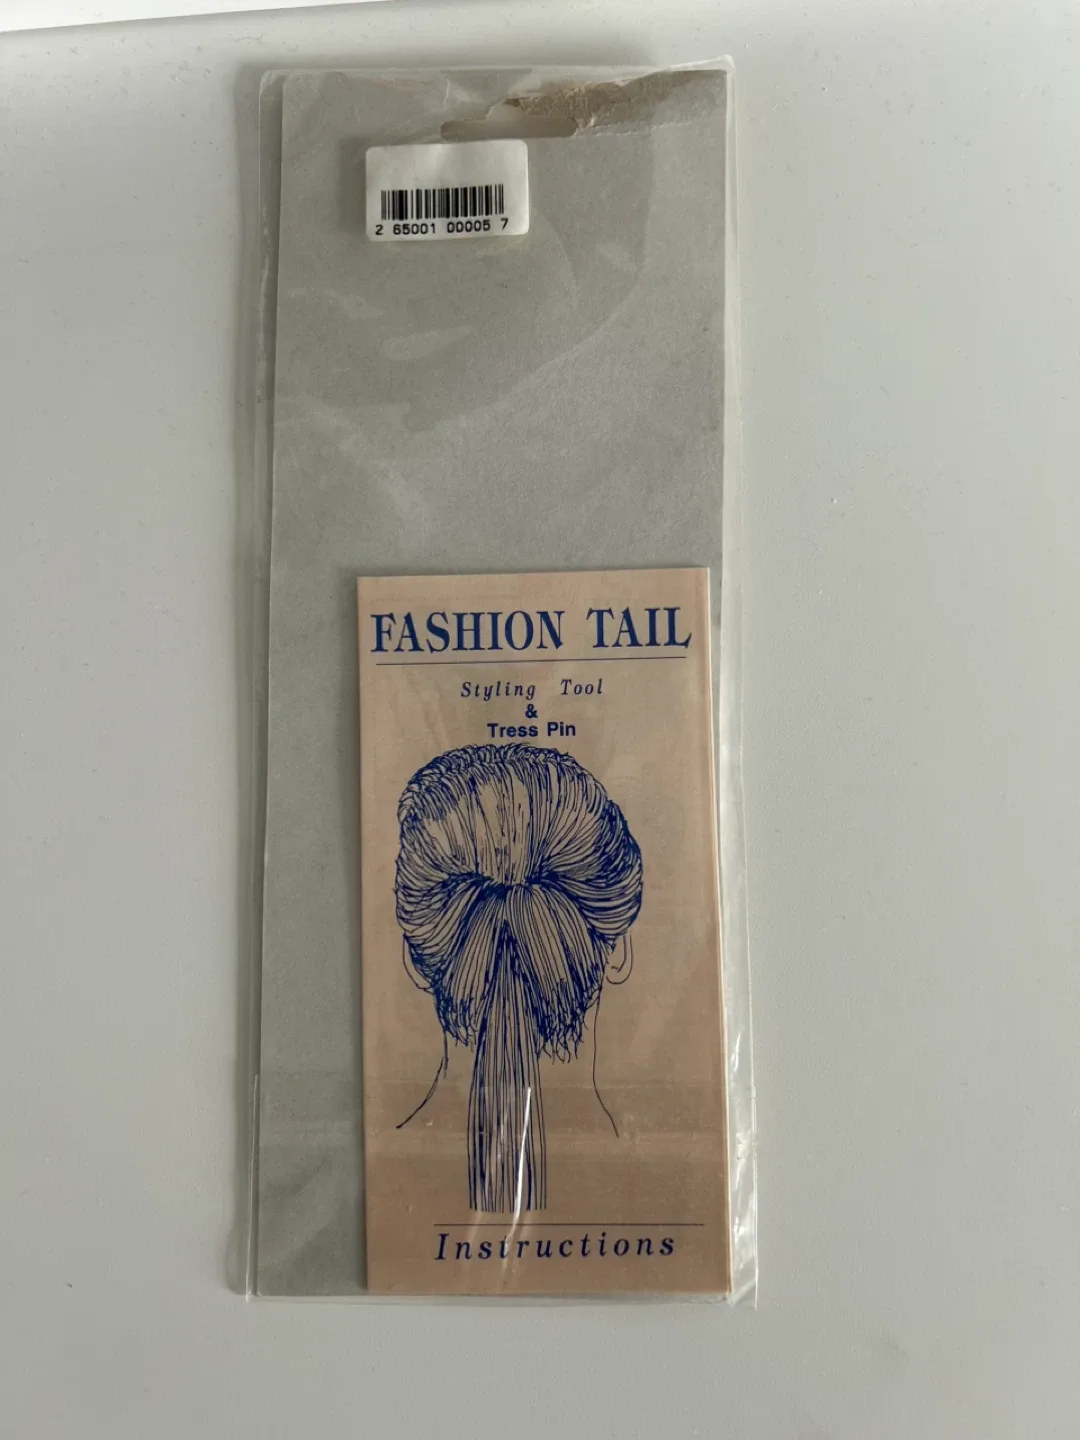 2 65001 00005 7
FASHION TAIL
Styling Tool
&
Tress Pin
Instructions